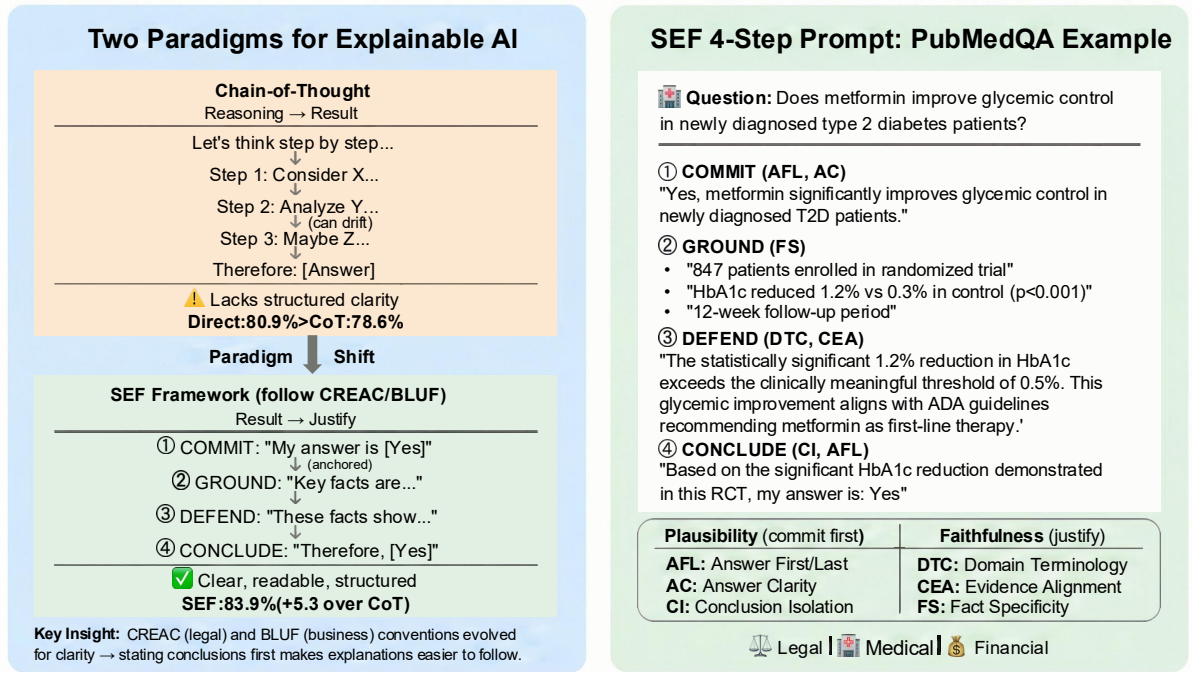 Two Paradigms for Explainable AI
Chain-of-Thought
Reasoning → Result
Let's think step by step...
↓
Step 1: Consider X...
↓
Step 2: Analyze Y...
↓ (can drift)
Step 3: Maybe Z...
↓
Therefore: [Answer]
⚠️ Lacks structured clarity
Direct:80.9%>CoT:78.6%
Paradigm Shift
SEF Framework (follow CREAC/BLUF)
Result → Justify
① COMMIT: "My answer is [Yes]"
↓ (anchored)
② GROUND: "Key facts are..."
↓
③ DEFEND: "These facts show..."
↓
④ CONCLUDE: "Therefore, [Yes]"
✅ Clear, readable, structured
SEF:83.9%(+5.3 over CoT)
Key Insight: CREAC (legal) and BLUF (business) conventions evolved
for clarity → stating conclusions first makes explanations easier to follow.
SEF 4-Step Prompt: PubMedQA Example
🏥 Question: Does metformin improve glycemic control
in newly diagnosed type 2 diabetes patients?
① COMMIT (AFL, AC)
"Yes, metformin significantly improves glycemic control in
newly diagnosed T2D patients."
② GROUND (FS)
• "847 patients enrolled in randomized trial"
• "HbA1c reduced 1.2% vs 0.3% in control (p<0.001)"
• "12-week follow-up period"
③ DEFEND (DTC, CEA)
"The statistically significant 1.2% reduction in HbA1c
exceeds the clinically meaningful threshold of 0.5%. This
glycemic improvement aligns with ADA guidelines
recommending metformin as first-line therapy.'
④ CONCLUDE (CI, AFL)
"Based on the significant HbA1c reduction demonstrated
in this RCT, my answer is: Yes"
Plausibility (commit first)
AFL: Answer First/Last
AC: Answer Clarity
CI: Conclusion Isolation
Faithfulness (justify)
DTC: Domain Terminology
CEA: Evidence Alignment
FS: Fact Specificity
⚖️ Legal | 🏥 Medical | 💰 Financial